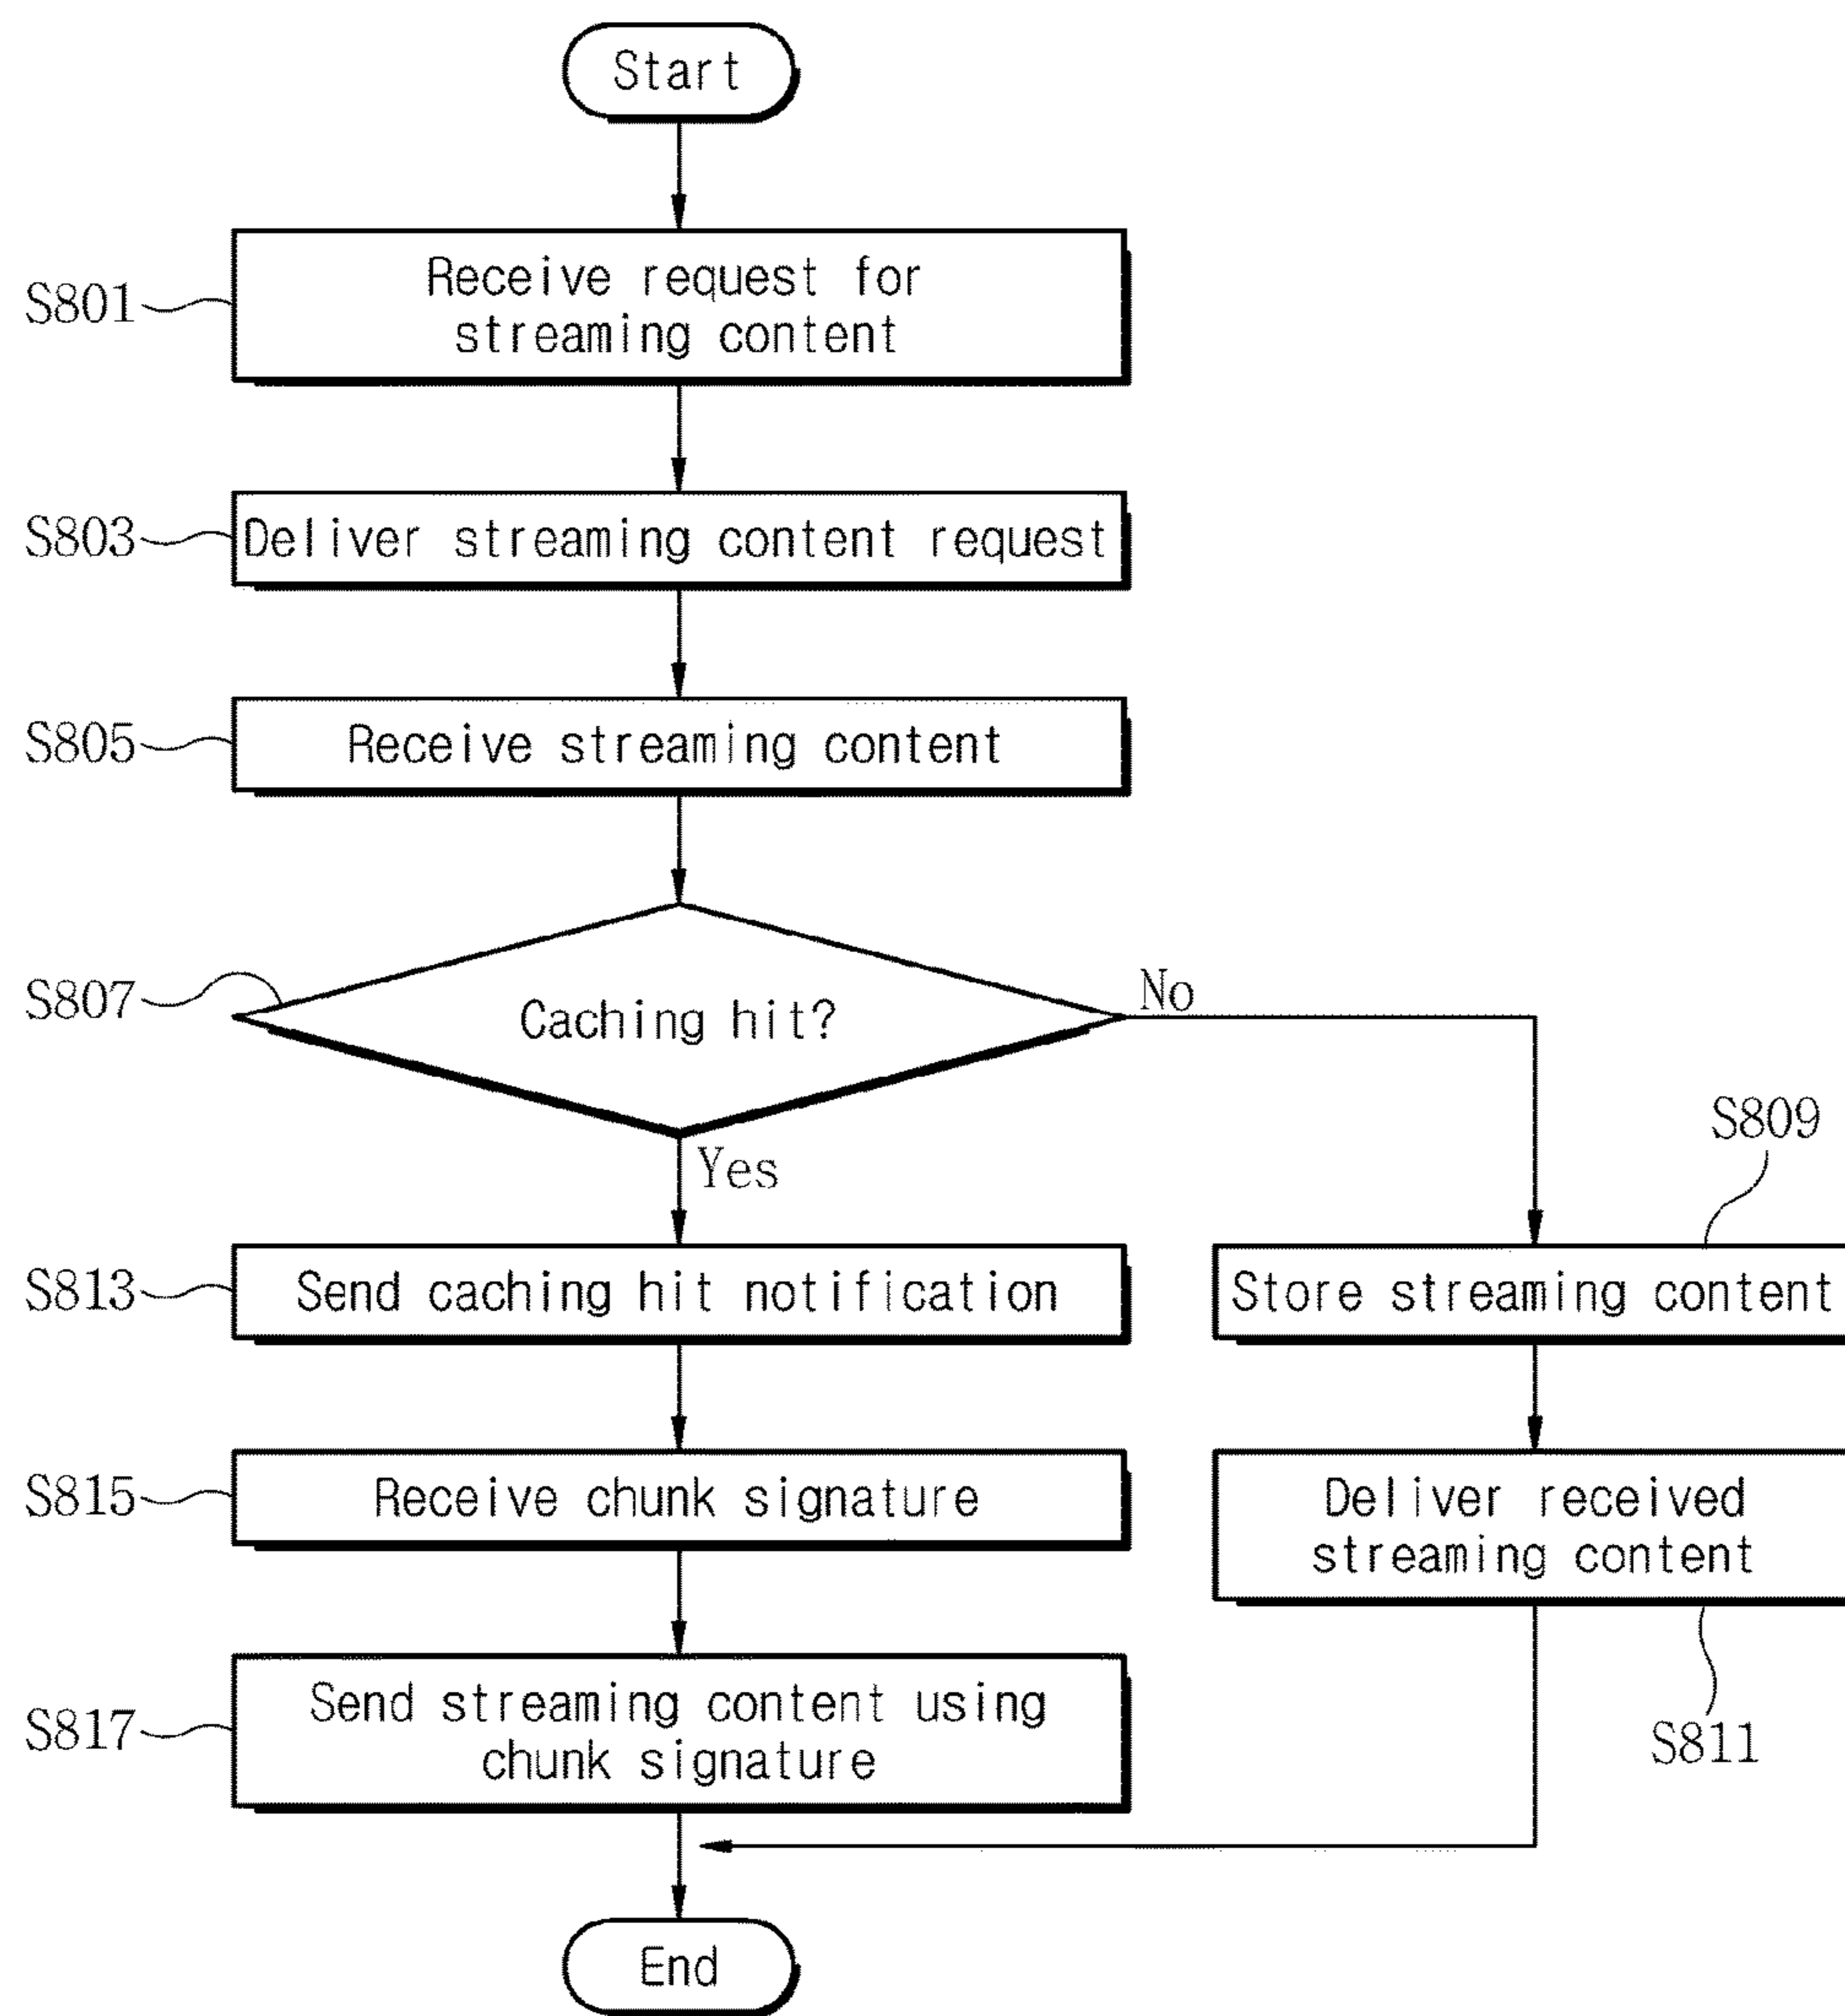 Start
S801
Receive request for
streaming content
S803
Deliver streaming content request
S805
Receive streaming content
S807
Caching hit?
No
Yes
S809
S813
Send caching hit notification
Store streaming content
S815
Receive chunk signature
Deliver received
streaming content
S817
Send streaming content using
chunk signature
S811
End